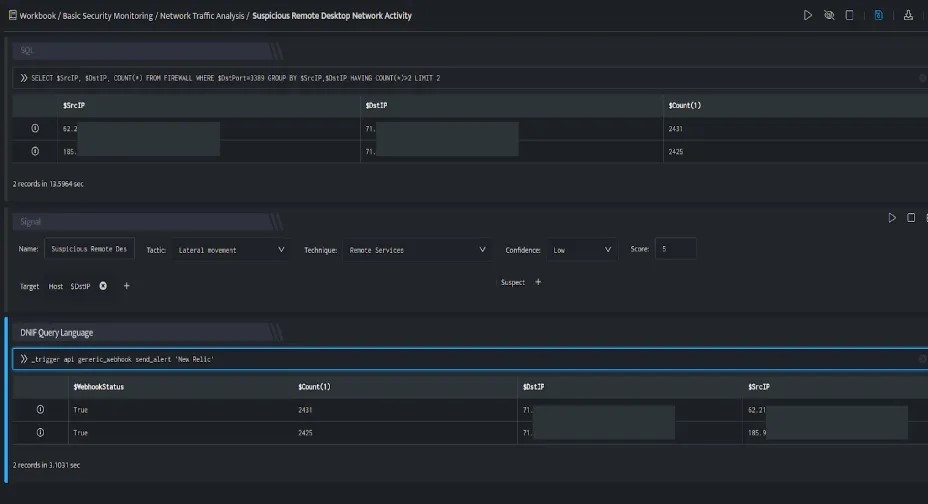 Workbook / Basic Security Monitoring / Network Traffic Analysis / Suspicious Remote Desktop Network Activity
SQL
SELECT $SrcIP, $DstIP, COUNT(*) FROM FIREWALL WHERE $DstPort=3389 GROUP BY $SrcIP,$DstIP HAVING COUNT(*)>2 LIMIT 2
$SrcIP $DstIP $Count(1)
62.2 71. 2431
185. 71. 2425
2 records in 13.5964 sec
Signal
Name: Suspicious Remote Des Tactic: Lateral movement Technique: Remote Services Confidence: Low Score: 5
Target Host $DstIP + Suspect +
DNIF Query Language
_trigger api generic_webhook send_alert 'New Relic'
$WebhookStatus $Count(1) $DstIP $SrcIP
True 2431 71. 62.21
True 2425 71. 185.9
2 records in 3.1031 sec